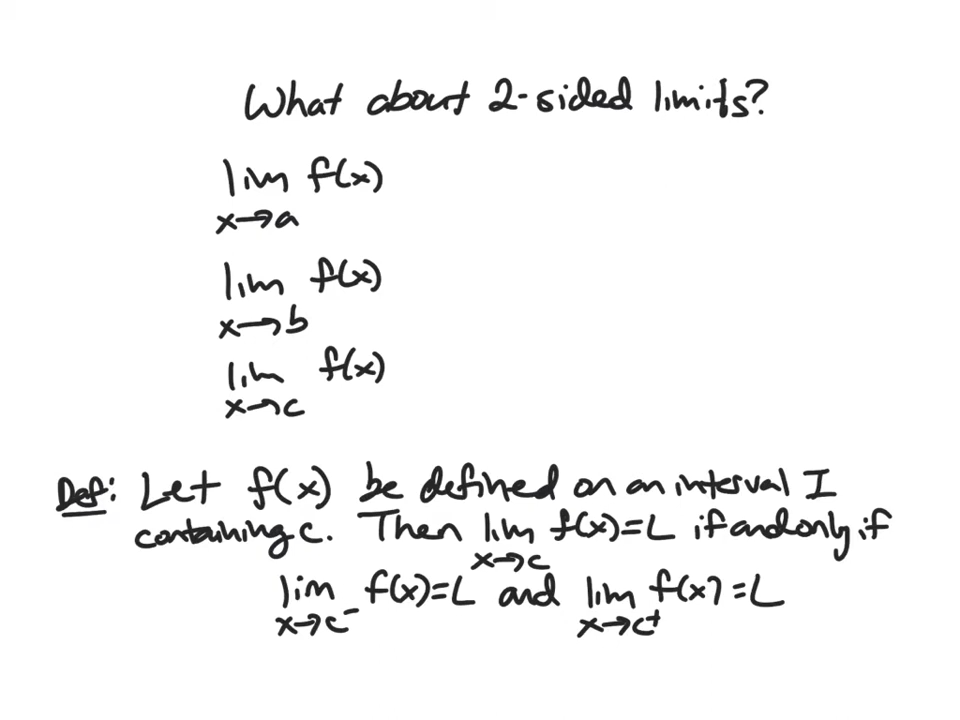 What about 2-sided limits?
lim f(x)
x→a
lim f(x)
x→b
lim f(x)
x→c
Def: Let f(x) be defined on an interval I
containing c. Then lim f(x)=L if and only if
x→c
lim f(x)=L and lim f(x)=L
x→c⁻ x→c⁺